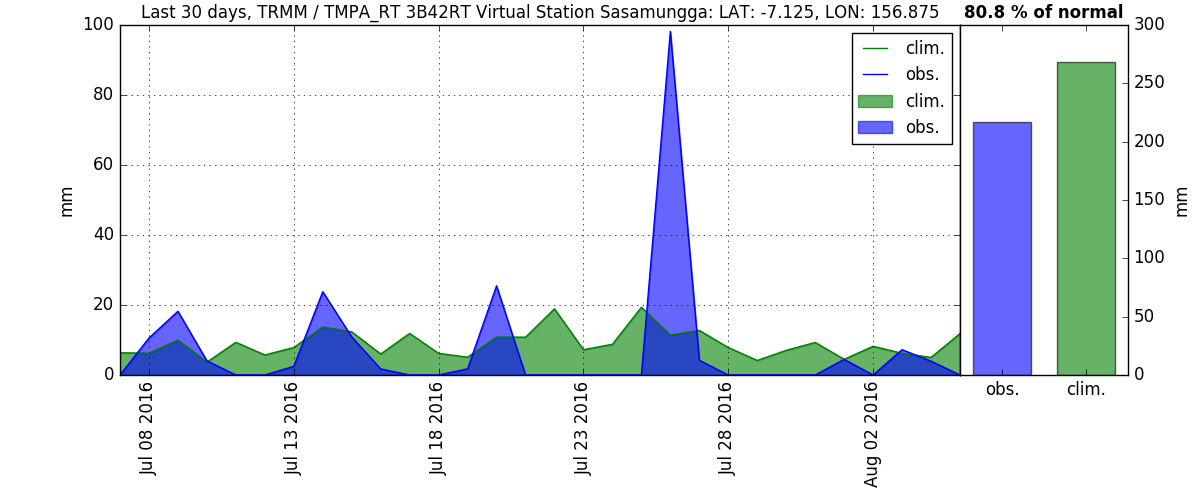 Last 30 days, TRMM / TMPA_RT 3B42RT Virtual Station Sasamungga: LAT: -7.125, LON: 156.875
80.8 % of normal
100
80
60
40
20
0
mm
clim.
obs.
clim.
obs.
Jul 08 2016
Jul 13 2016
Jul 18 2016
Jul 23 2016
Jul 28 2016
Aug 02 2016
300
250
200
150
100
50
0
mm
obs.
clim.